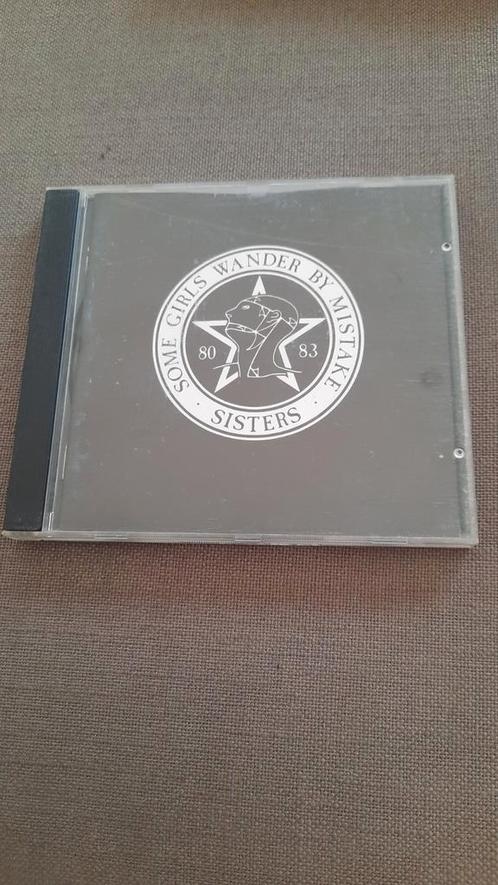 SOME GIRLS WANDER BY MISTAKE
80 83
· SISTERS ·